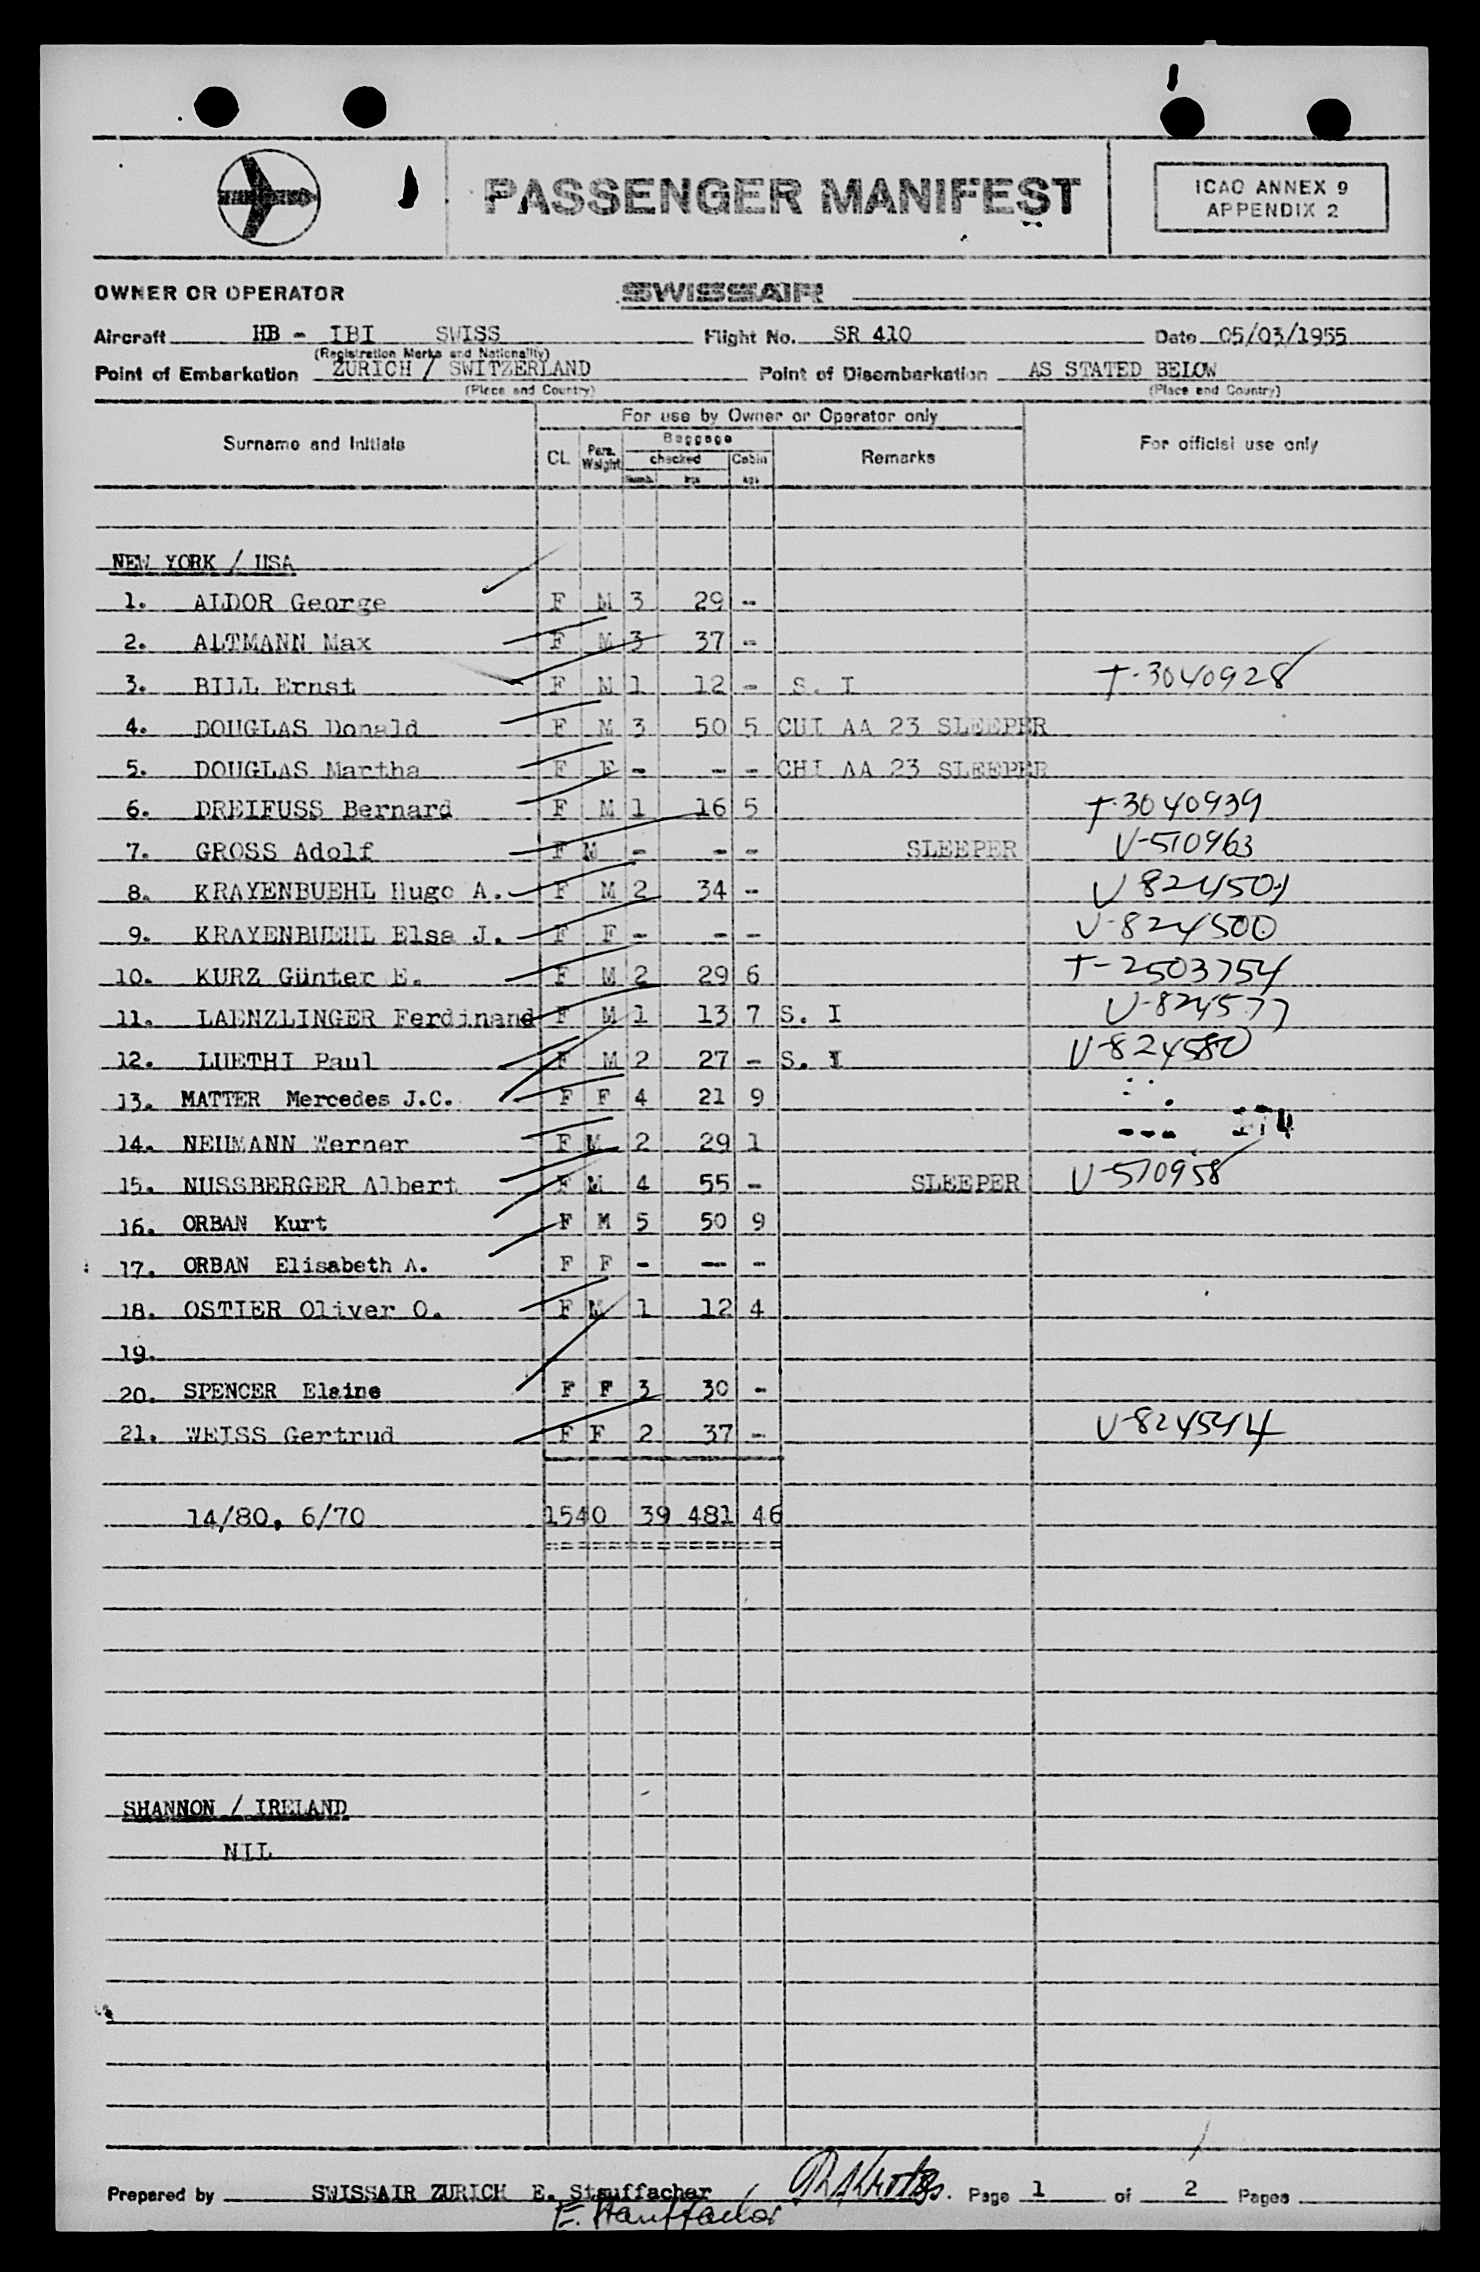 PASSENGER MANIFEST
ICAO ANNEX 9
APPENDIX 2
OWNER OR OPERATOR SWISSAIR
Aircraft HB - IBI SWISS Flight No. SR 410 Date 05/03/1955
(Registration Marks and Nationality)
Point of Embarkation ZURICH / SWITZERLAND Point of Disembarkation AS STATED BELOW
(Place and Country) (Place and Country)
For use by Owner or Operator only
Surname and Initials CL Pass. Weight Baggage Remarks For official use only
checked Cabin
Numb. kgs kgs
NEW YORK / USA
1. ALDOR George F M 3 29 -
2. ALTMANN Max F M 3 37 -
3. BILL Ernst F M 1 12 - S. I T-3040928
4. DOUGLAS Donald F M 3 50 5 CUI AA 23 SLEEPER
5. DOUGLAS Martha F F - - - CHI AA 23 SLEEPER
6. DREIFUSS Bernard F M 1 16 5 T-3040939
7. GROSS Adolf F M - - - SLEEPER V-510963
8. KRAYENBUEHL Hugo A. F M 2 34 - V 824501
9. KRAYENBUEHL Elsa J. F F - - - V-824500
10. KURZ Günter E. F M 2 29 6 T-2503754
11. LAENZLINGER Ferdinand F M 1 13 7 S. I V-824577
12. LUETHI Paul F M 2 27 - S. I V-824580
13. MATTER Mercedes J.C. F F 4 21 9
14. NEUMANN Werner F M 2 29 1
15. NUSSBERGER Albert F M 4 55 - SLEEPER V-510958
16. ORBAN Kurt F M 5 50 9
17. ORBAN Elisabeth A. F F - - -
18. OSTIER Oliver O. F M 1 12 4
19.
20. SPENCER Elaine F F 3 30 -
21. WEISS Gertrud F F 2 37 - V-824544
14/80, 6/70 1540 39 481 46
SHANNON / IRELAND
NIL
Prepared by SWISSAIR ZURICH E. Stauffacher Page 1 of 2 Pages
E. Stauffacher